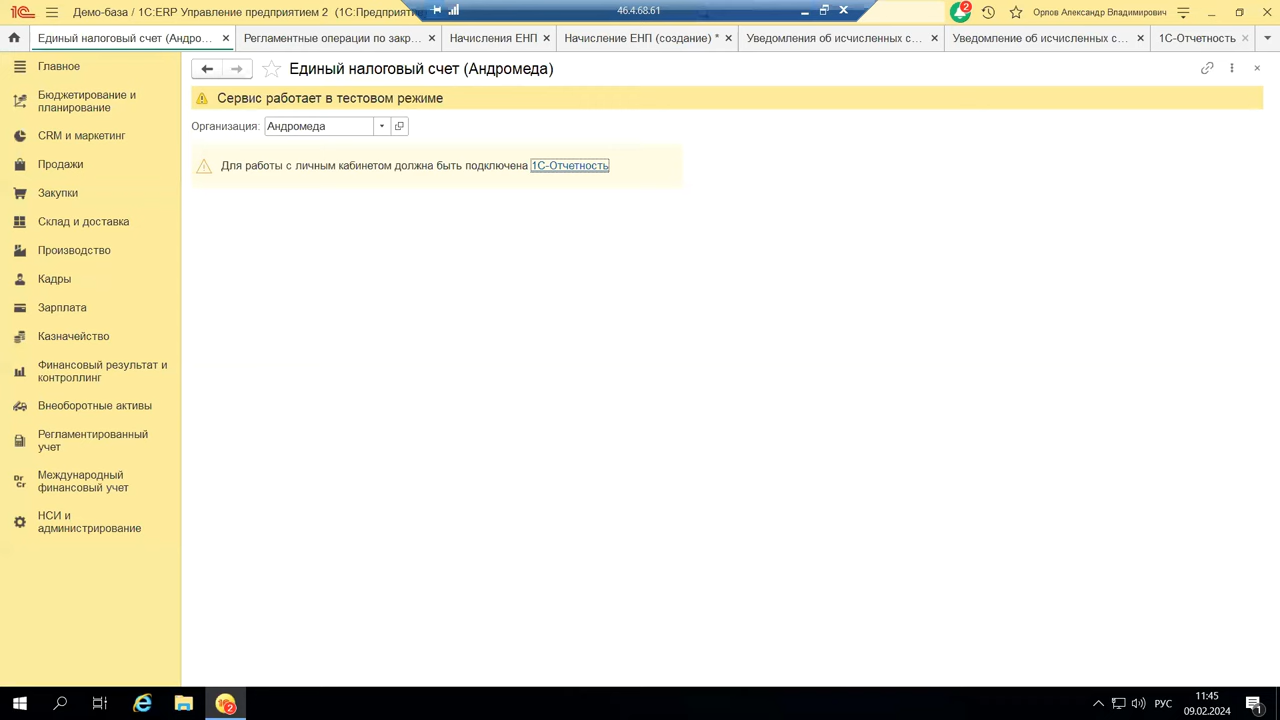 Демо-база / 1С:ERP Управление предприятием 2 (1С:Предприяти
46.4.68.61
2
Орлов Александр Владимирович
Единый налоговый счет (Андро...
Регламентные операции по закр...
Начисления ЕНП
Начисление ЕНП (создание) *
Уведомления об исчисленных с...
Уведомление об исчисленных с...
1С-Отчетность
Главное
Бюджетирование и
планирование
CRM и маркетинг
Продажи
Закупки
Склад и доставка
Производство
Кадры
Зарплата
Казначейство
Финансовый результат и
контроллинг
Внеоборотные активы
Регламентированный
учет
Международный
финансовый учет
НСИ и
администрирование
Единый налоговый счет (Андромеда)
Сервис работает в тестовом режиме
Организация: Андромеда
Для работы с личным кабинетом должна быть подключена 1С-Отчетность
2
РУС
11:45
09.02.2024
1